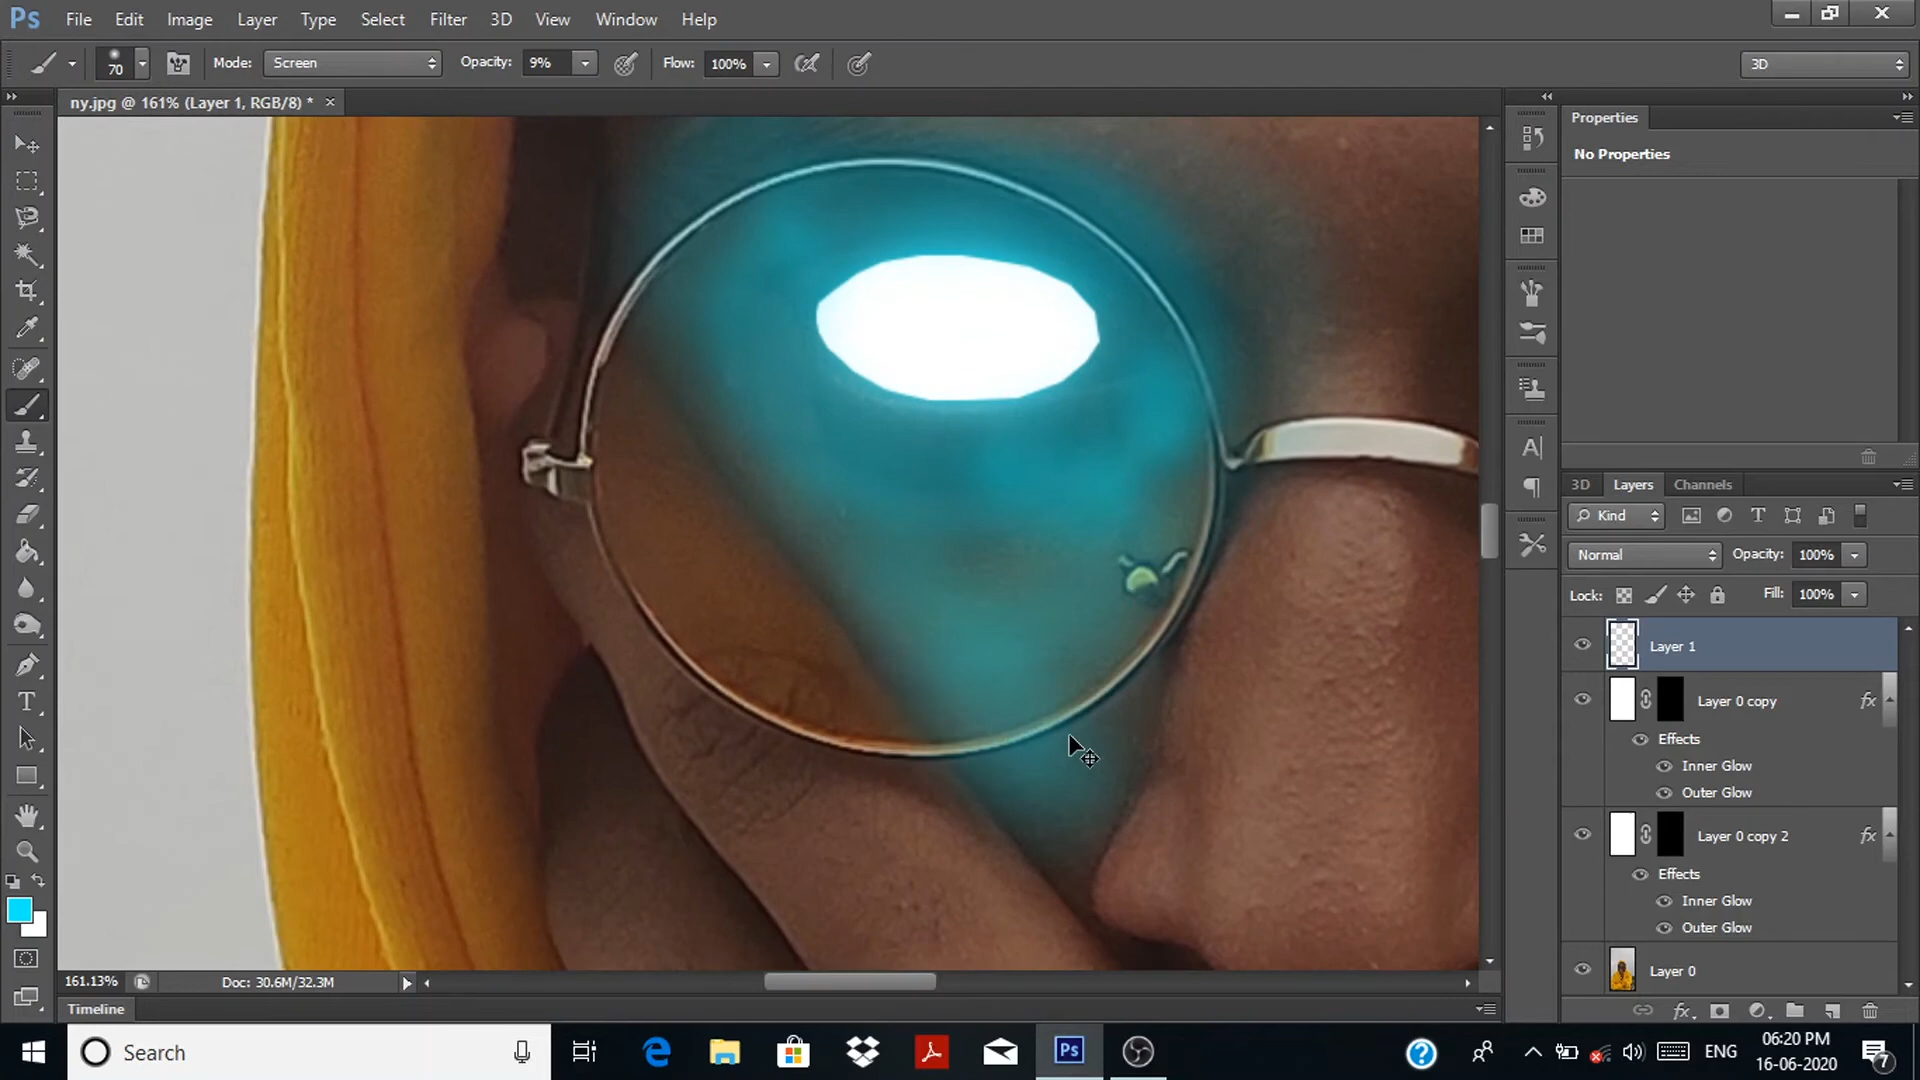 Ps File Edit Image Layer Type Select Filter 3D View Window Help
70 Mode: Screen Opacity: 9% Flow: 100% 3D
ny.jpg @ 161% (Layer 1, RGB/8) * ×
Properties
No Properties
3D Layers Channels
Kind
Normal Opacity: 100%
Lock: Fill: 100%
Layer 1
Layer 0 copy fx
Effects
Inner Glow
Outer Glow
Layer 0 copy 2 fx
Effects
Inner Glow
Outer Glow
Layer 0
161.13% Doc: 30.6M/32.3M
Timeline
Search Ps ENG 06:20 PM
16-06-2020 7